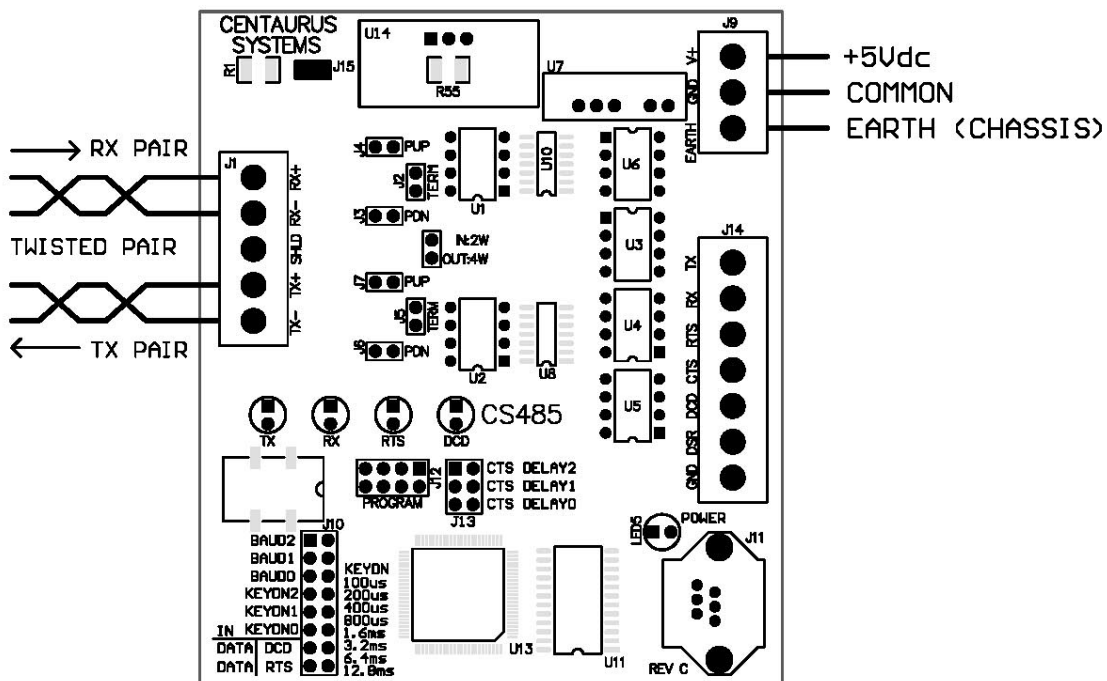 CENTAURUS
SYSTEMS
R1
J15
U14
R55
U7
J9
V+
GND
EARTH
+5Vdc
COMMON
EARTH (CHASSIS)
RX PAIR
TWISTED PAIR
TX PAIR
J1
RX+
RX-
SHLD
TX+
TX-
J4
PUP
J2
TERM
J3
PDN
IN:2W
OUT:4W
J7
PUP
J5
TERM
J6
PDN
U1
U10
U6
U3
U2
U8
U4
U5
J14
TX
RX
RTS
CTS
DCD
DSR
GND
TX
RX
RTS
DCD
CS485
J12
PROGRAM
CTS DELAY2
CTS DELAY1
CTS DELAY0
J13
J10
BAUD2
BAUD1
BAUD0
KEYDN2
KEYDN1
IN KEYDN0
DATA DCD
DATA RTS
KEYDN
100us
200us
400us
800us
1.6ms
3.2ms
6.4ms
12.8ms
U13
U11
LED5
POWER
J11
REV C